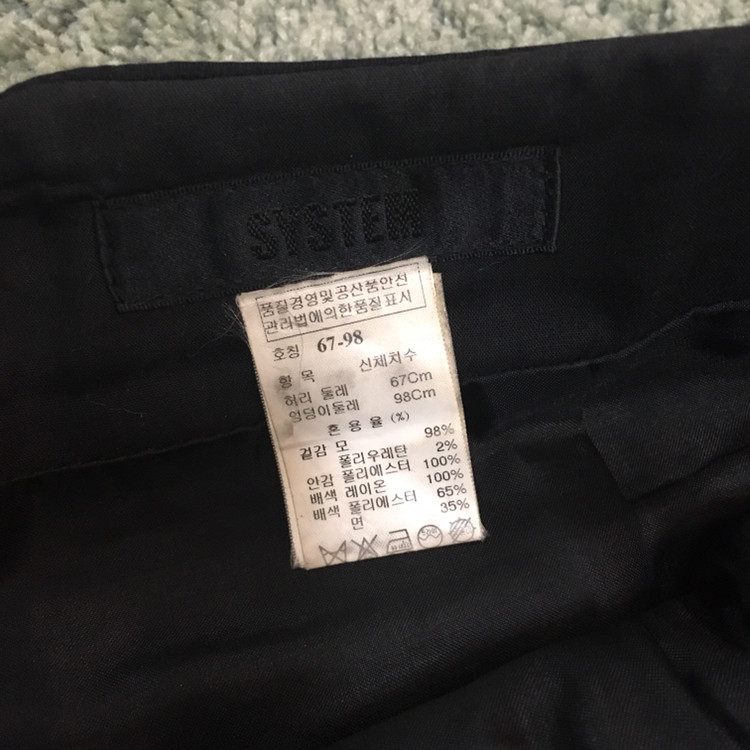 SYSTEM
품질경영및공산품안전
관리법에의한품질표시
호칭 67-98
항 목 신체치수
허리 둘레 67Cm
엉덩이둘레 98Cm
혼 용 율 (%)
겉감 모 98%
폴리우레탄 2%
안감 폴리에스터 100%
배색 레이온 100%
배색 폴리에스터 65%
면 35%